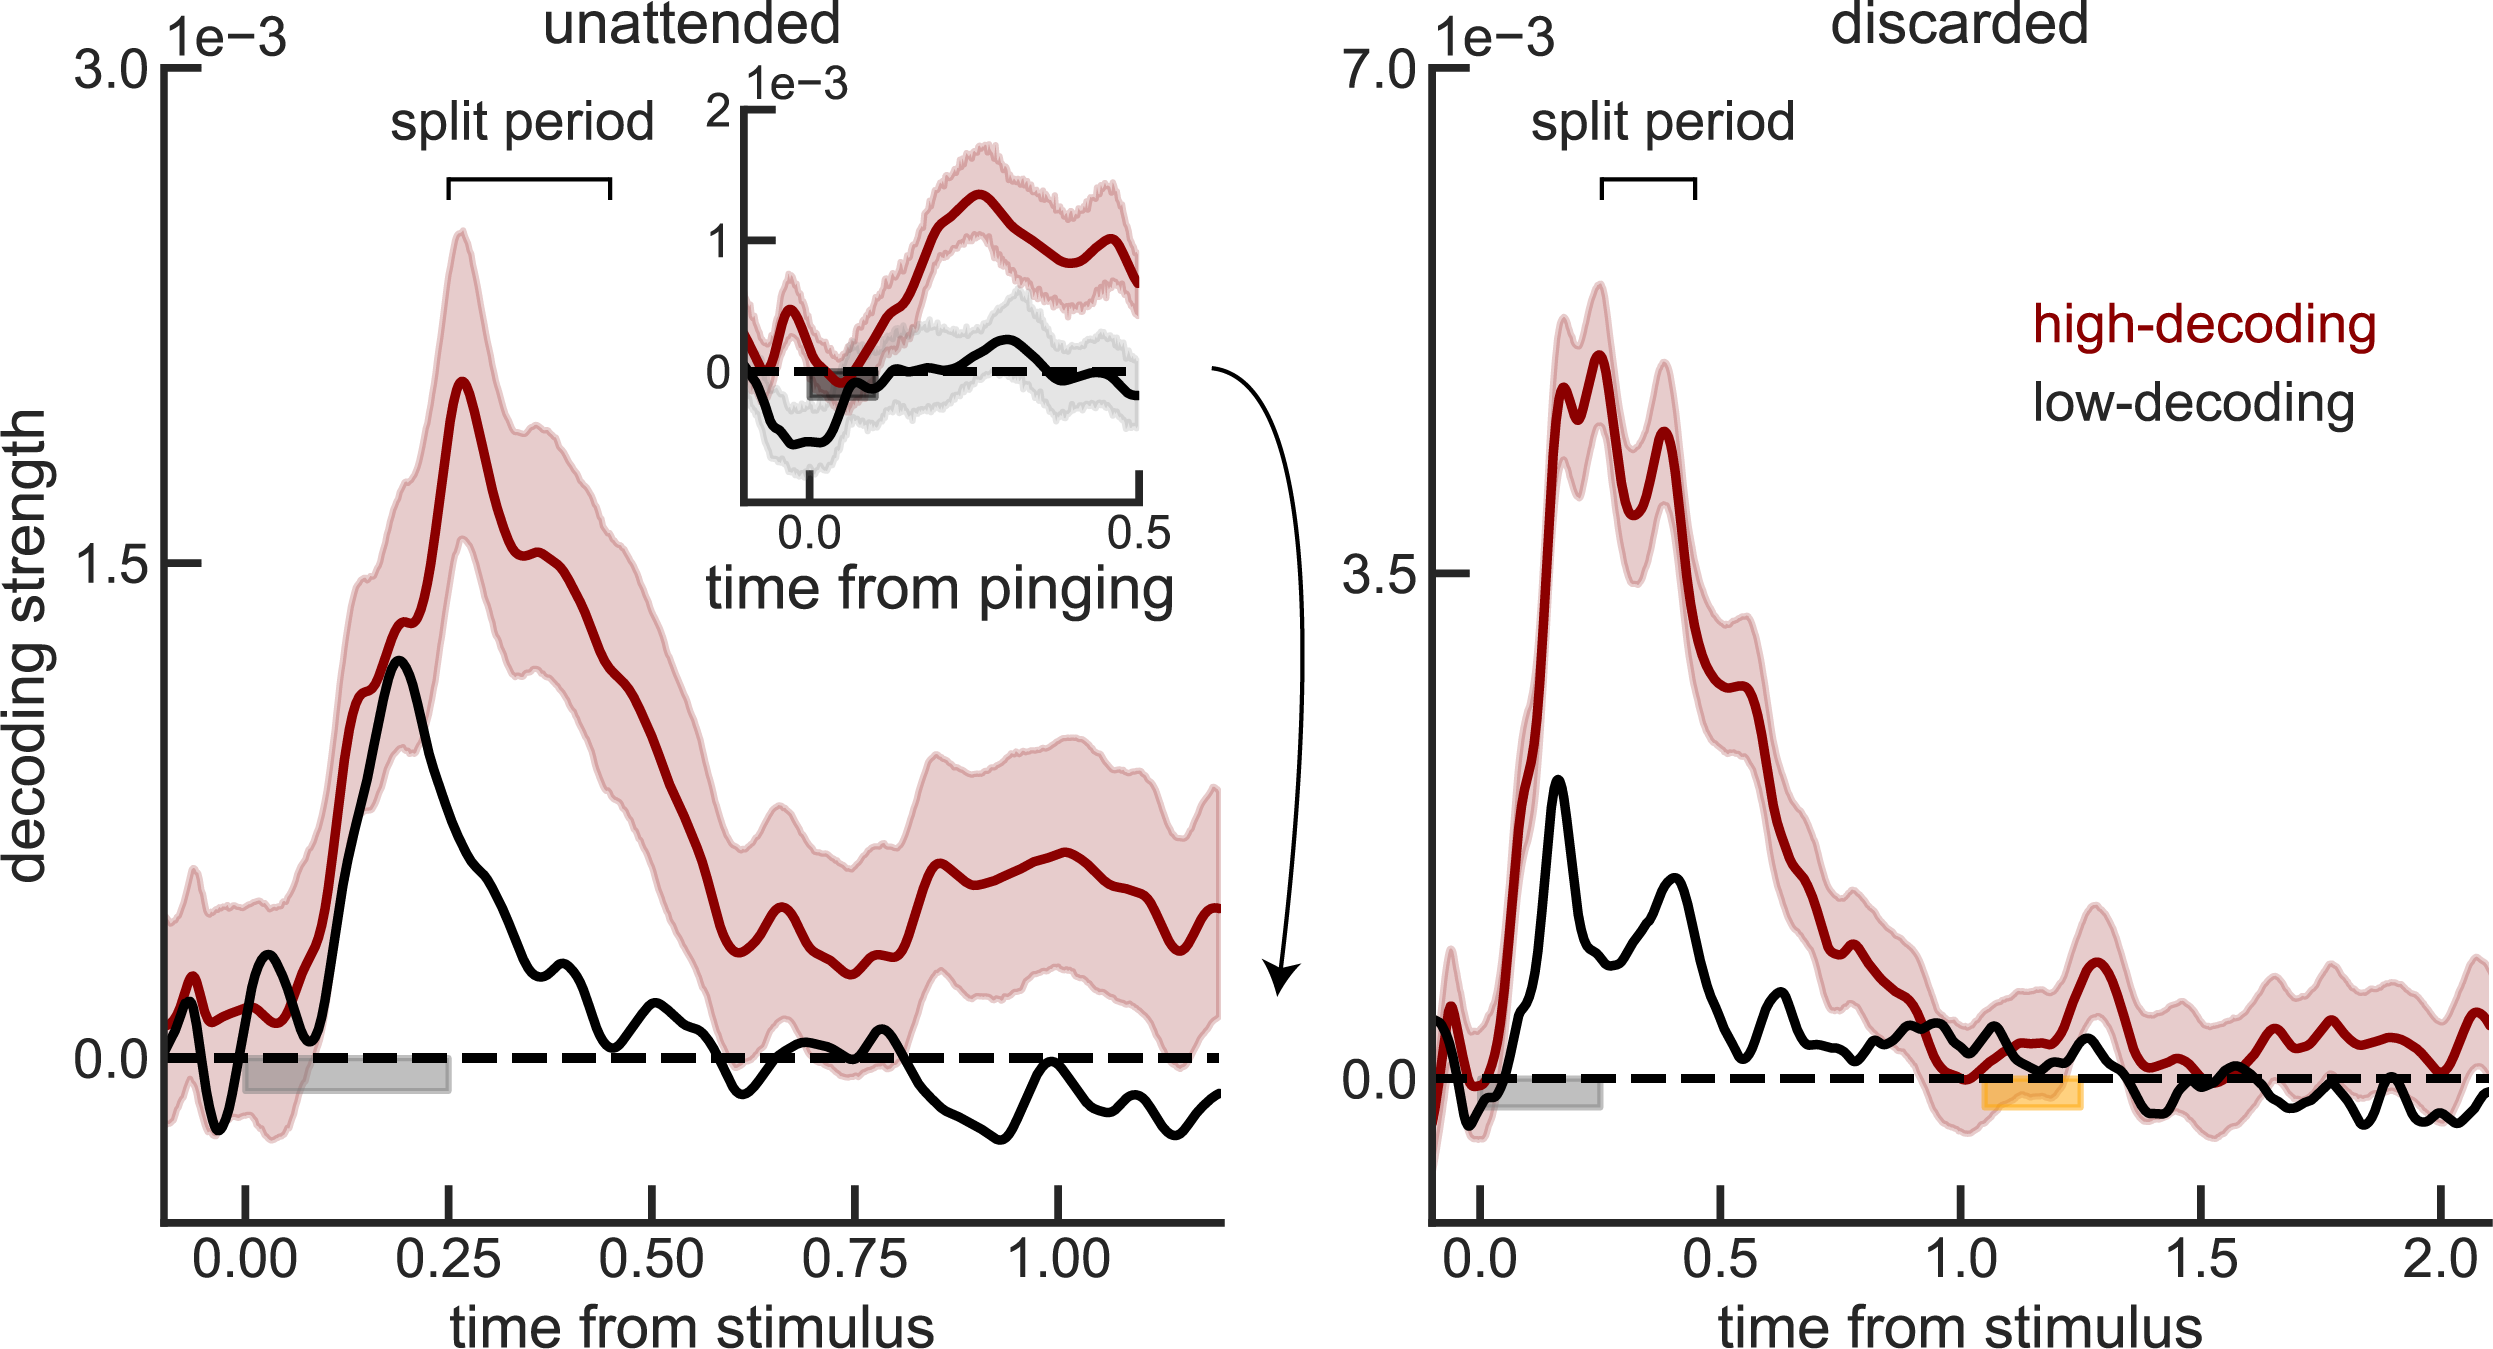 unattended
1e−3
3.0
split period
1.5
0.0
decoding strength
0.00
0.25
0.50
0.75
1.00
time from stimulus
1e−3
2
1
0
0.0
0.5
time from pinging
discarded
1e−3
7.0
split period
3.5
0.0
high-decoding
low-decoding
0.0
0.5
1.0
1.5
2.0
time from stimulus